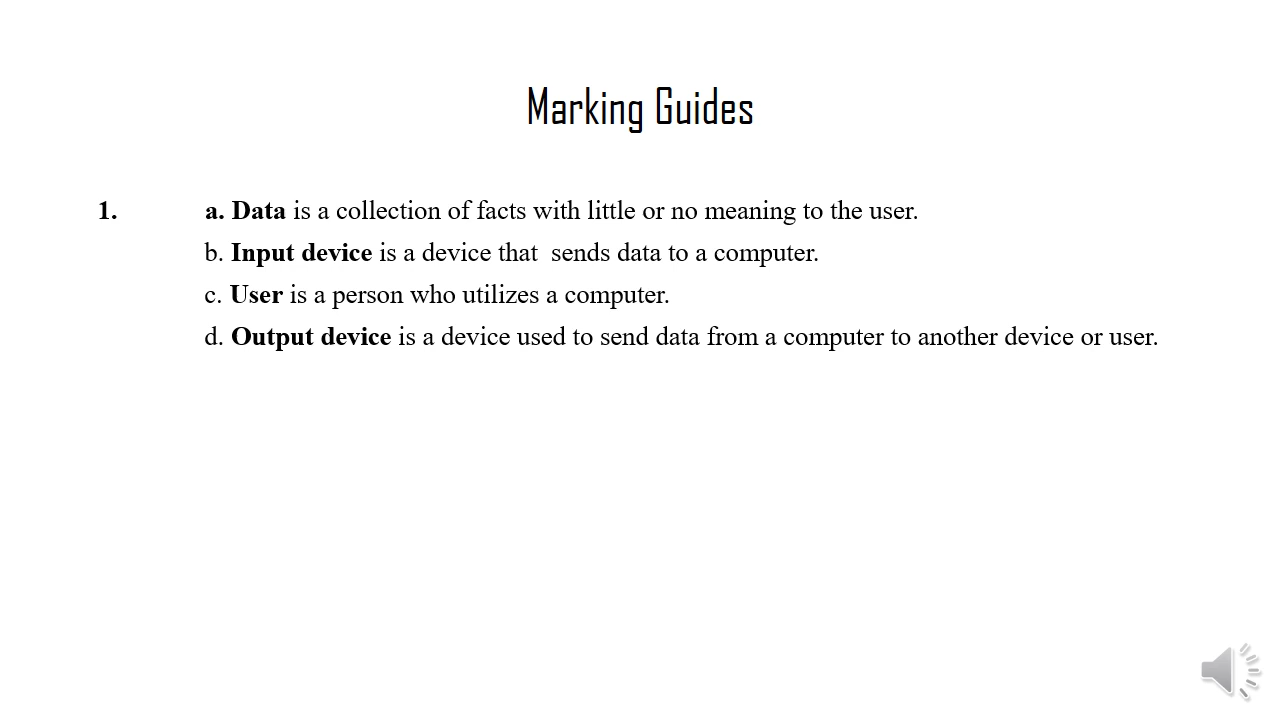 Marking Guides
1. a. Data is a collection of facts with little or no meaning to the user.
b. Input device is a device that  sends data to a computer.
c. User is a person who utilizes a computer.
d. Output device is a device used to send data from a computer to another device or user.